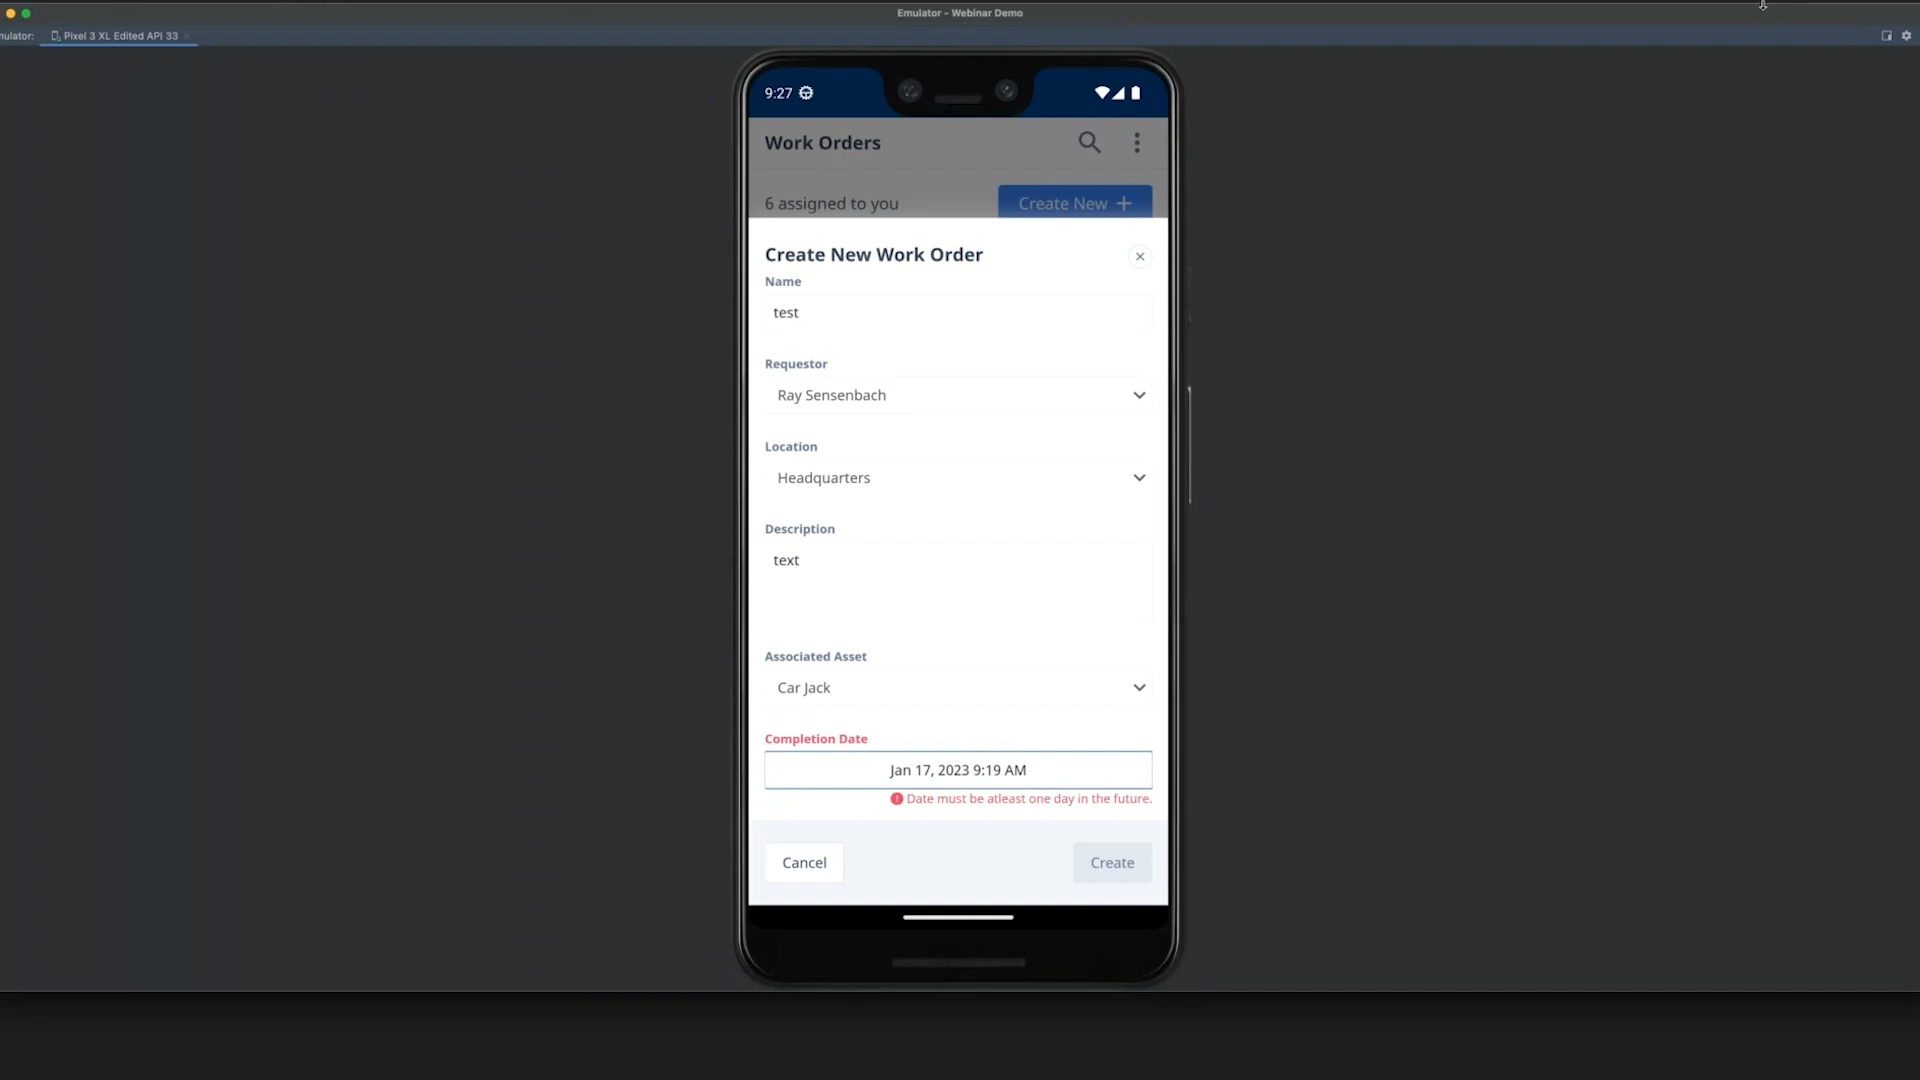 Emulator - Webinar Demo
nulator: Pixel 3 XL Edited API 33
9:27
Work Orders
6 assigned to you
Create New +
Create New Work Order
Name
test
Requestor
Ray Sensenbach
Location
Headquarters
Description
text
Associated Asset
Car Jack
Completion Date
Jan 17, 2023 9:19 AM
Date must be atleast one day in the future.
Cancel
Create